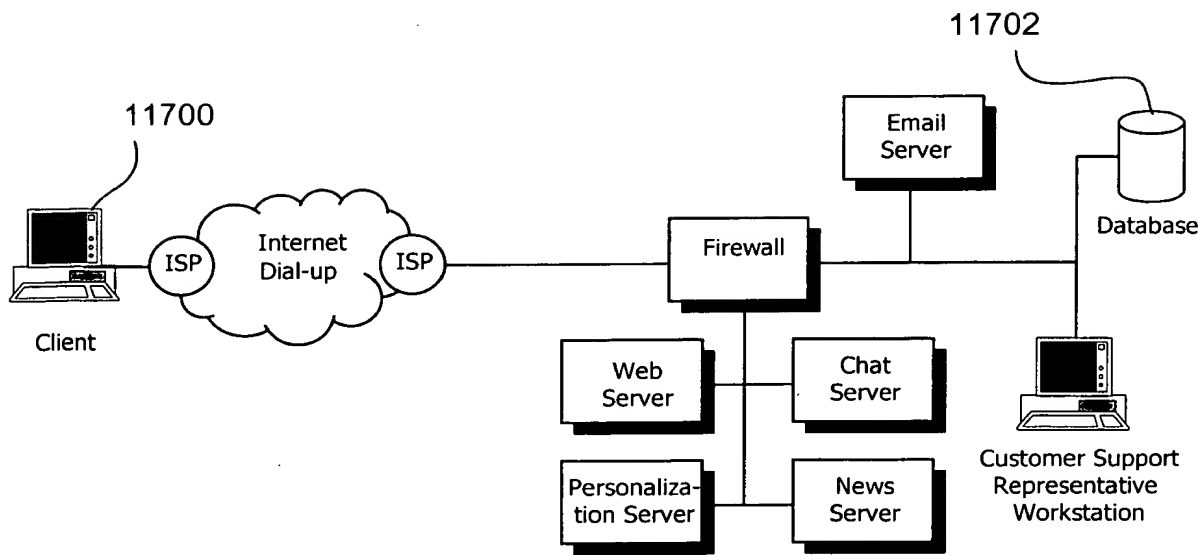 11702
11700
Email
Server
Database
Internet
Dial-up
ISP
ISP
Firewall
Client
Web
Server
Chat
Server
Personaliza-
tion Server
News
Server
Customer Support
Representative
Workstation